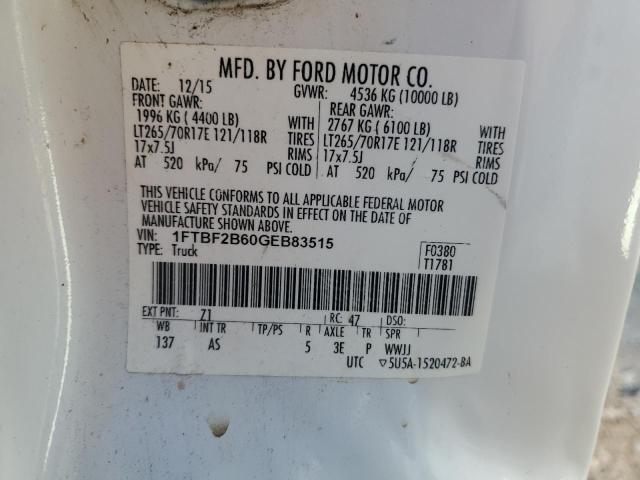 MFD. BY FORD MOTOR CO.
DATE: 12/15 GVWR: 4536 KG (10000 LB)
FRONT GAWR: REAR GAWR:
1996 KG ( 4400 LB) WITH 2767 KG ( 6100 LB) WITH
LT265/70R17E 121/118R TIRES LT265/70R17E 121/118R TIRES
17x7.5J RIMS 17x7.5J RIMS
AT 520 kPa/ 75 PSI COLD AT 520 kPa/ 75 PSI COLD
THIS VEHICLE CONFORMS TO ALL APPLICABLE FEDERAL MOTOR
VEHICLE SAFETY STANDARDS IN EFFECT ON THE DATE OF
MANUFACTURE SHOWN ABOVE.
VIN: 1FTBF2B60GEB83515 F0380
TYPE: Truck T1781
EXT PNT: Z1 RC: 47 DSO:
WB INT TR TP/PS R AXLE TR SPR
137 AS 5 3E P WWJJ
UTC ▽5U5A-1520472-BA